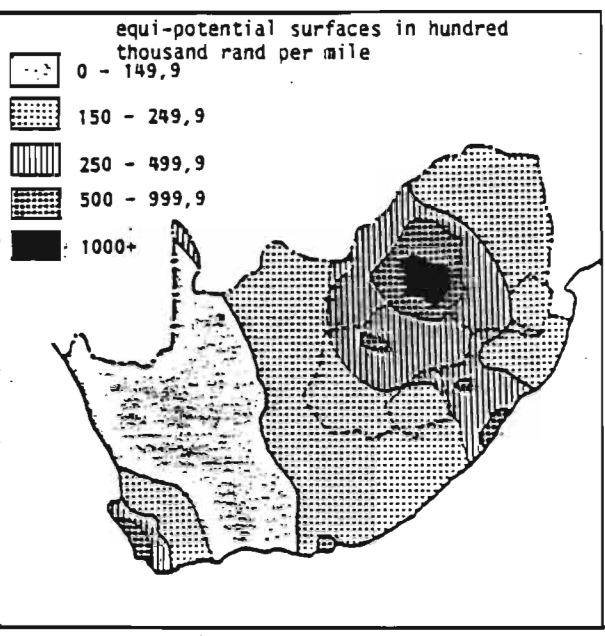 equi-potential surfaces in hundred
thousand rand per mile
0 - 149,9
150 - 249,9
250 - 499,9
500 - 999,9
1000+